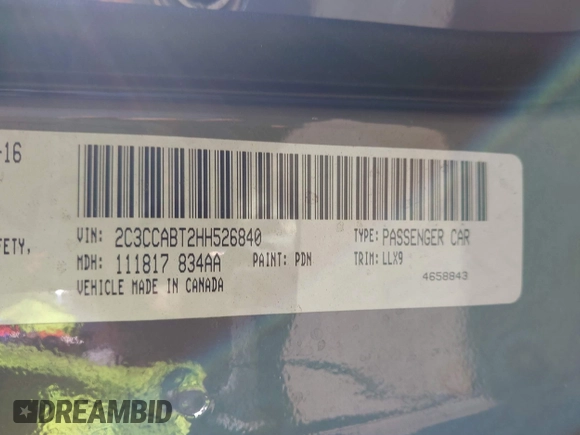 -16
FETY,
VIN: 2C3CCABT2HH526840 TYPE: PASSENGER CAR
MDH: 111817 834AA PAINT: PDN TRIM: LLX9
VEHICLE MADE IN CANADA 4658843
DREAMBID